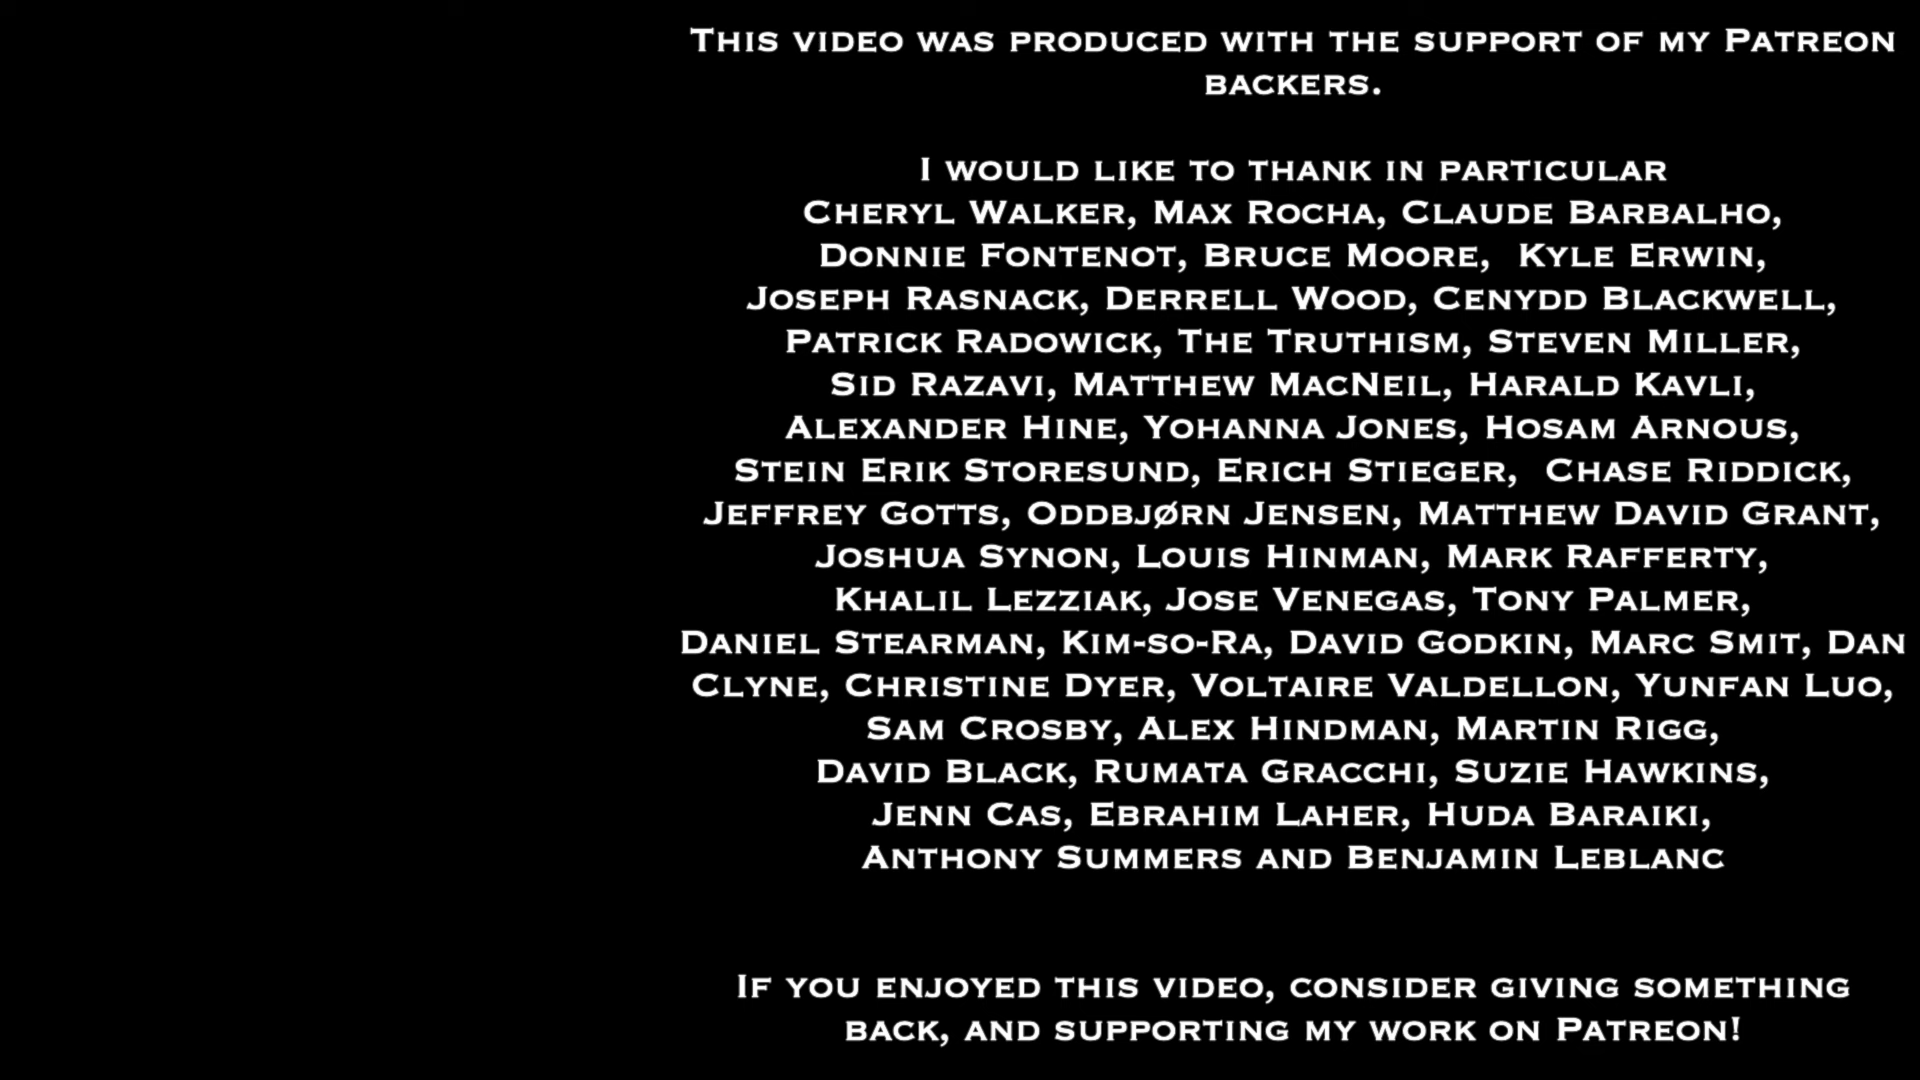 This video was produced with the support of my Patreon
backers.
I would like to thank in particular
Cheryl Walker, Max Rocha, Claude Barbalho,
Donnie Fontenot, Bruce Moore,  Kyle Erwin,
Joseph Rasnack, Derrell Wood, Cenydd Blackwell,
Patrick Radowick, The Truthism, Steven Miller,
Sid Razavi, Matthew MacNeil, Harald Kavli,
Alexander Hine, Yohanna Jones, Hosam Arnous,
Stein Erik Storesund, Erich Stieger,  Chase Riddick,
Jeffrey Gotts, Oddbjørn Jensen, Matthew David Grant,
Joshua Synon, Louis Hinman, Mark Rafferty,
Khalil Lezziak, Jose Venegas, Tony Palmer,
Daniel Stearman, Kim-so-Ra, David Godkin, Marc Smit, Dan
Clyne, Christine Dyer, Voltaire Valdellon, Yunfan Luo,
Sam Crosby, Alex Hindman, Martin Rigg,
David Black, Rumata Gracchi, Suzie Hawkins,
Jenn Cas, Ebrahim Laher, Huda Baraiki,
Anthony Summers and Benjamin Leblanc
If you enjoyed this video, consider giving something
back, and supporting my work on Patreon!